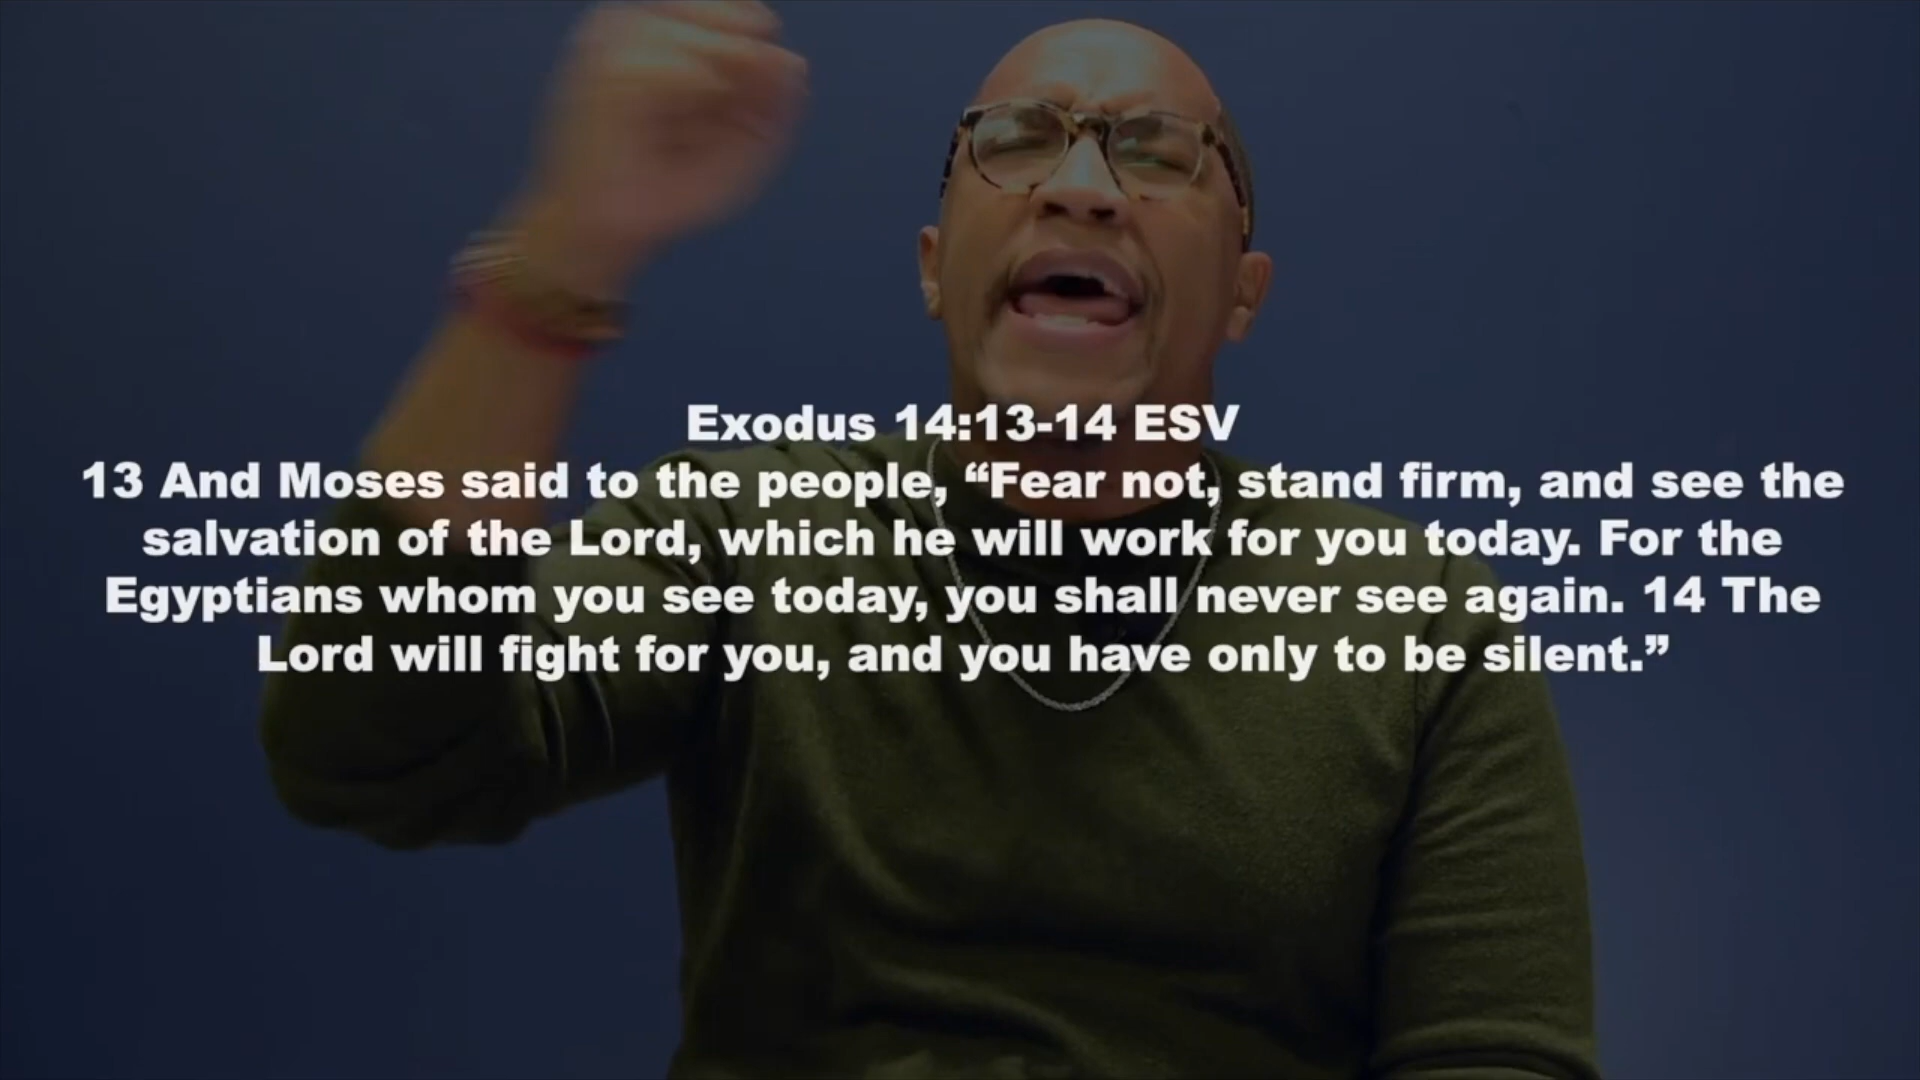 Exodus 14:13-14 ESV
13 And Moses said to the people, “Fear not, stand firm, and see the
salvation of the Lord, which he will work for you today. For the
Egyptians whom you see today, you shall never see again. 14 The
Lord will fight for you, and you have only to be silent.”